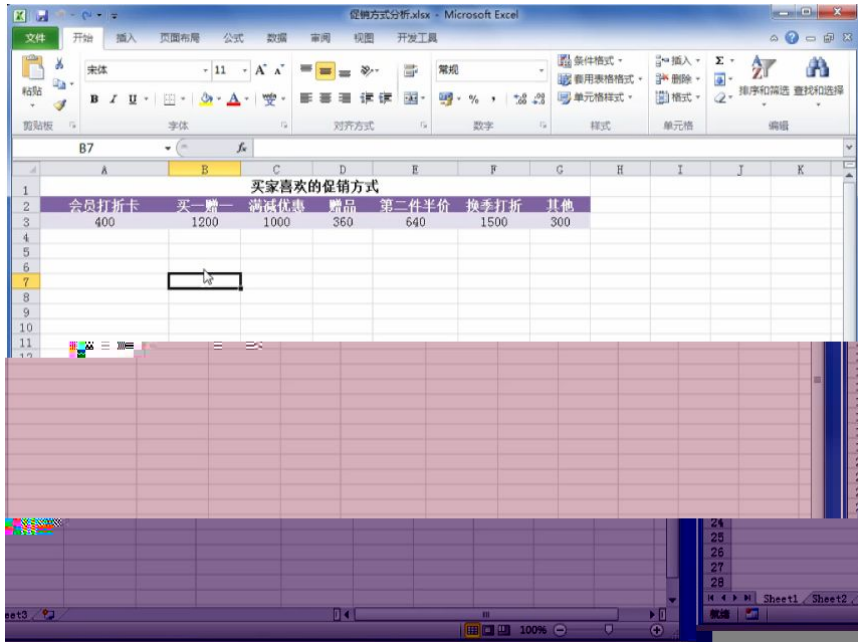 促销方式分析.xlsx - Microsoft Excel
文件 开始 插入 页面布局 公式 数据 审阅 视图 开发工具
宋体 11 A A 常规 条件格式 插入 Σ
粘贴 套用表格格式 删除 排序和筛选 查找和选择
B I U A 变 % , 单元格样式 格式
剪贴板 字体 对齐方式 数字 样式 单元格 编辑
B7 fx
A B C D E F G H I J K
1 买家喜欢的促销方式
2 会员打折卡 买一赠一 满减优惠 赠品 第二件半价 换季打折 其他
3 400 1200 1000 360 640 1500 300
4
5
6
7
8
9
10
11
12
24
25
26
27
28
Sheet1 Sheet2
eet3 就绪
100%